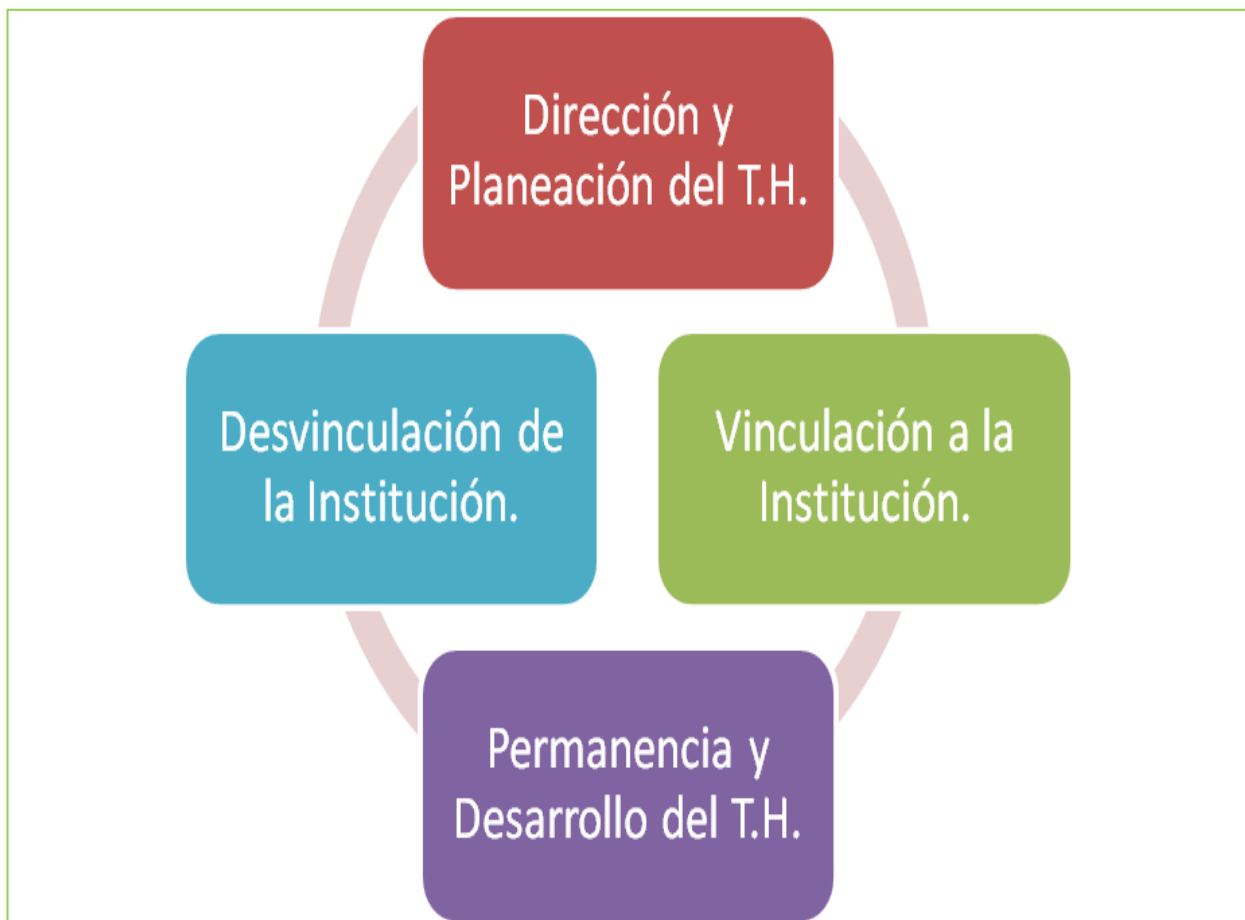 Dirección y
Planeación del T.H.
Desvinculación de
la Institución.
Vinculación a la
Institución.
Permanencia y
Desarrollo del T.H.